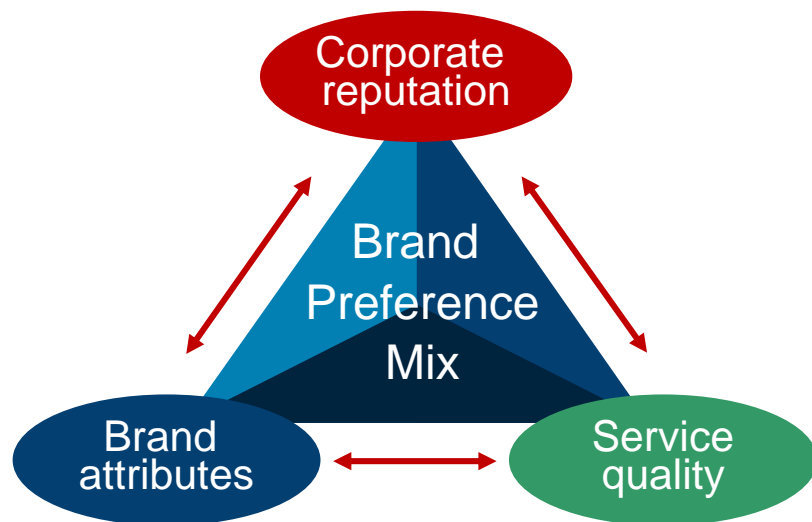 Corporate
reputation
Brand
Preference
Mix
Brand
attributes
Service
quality